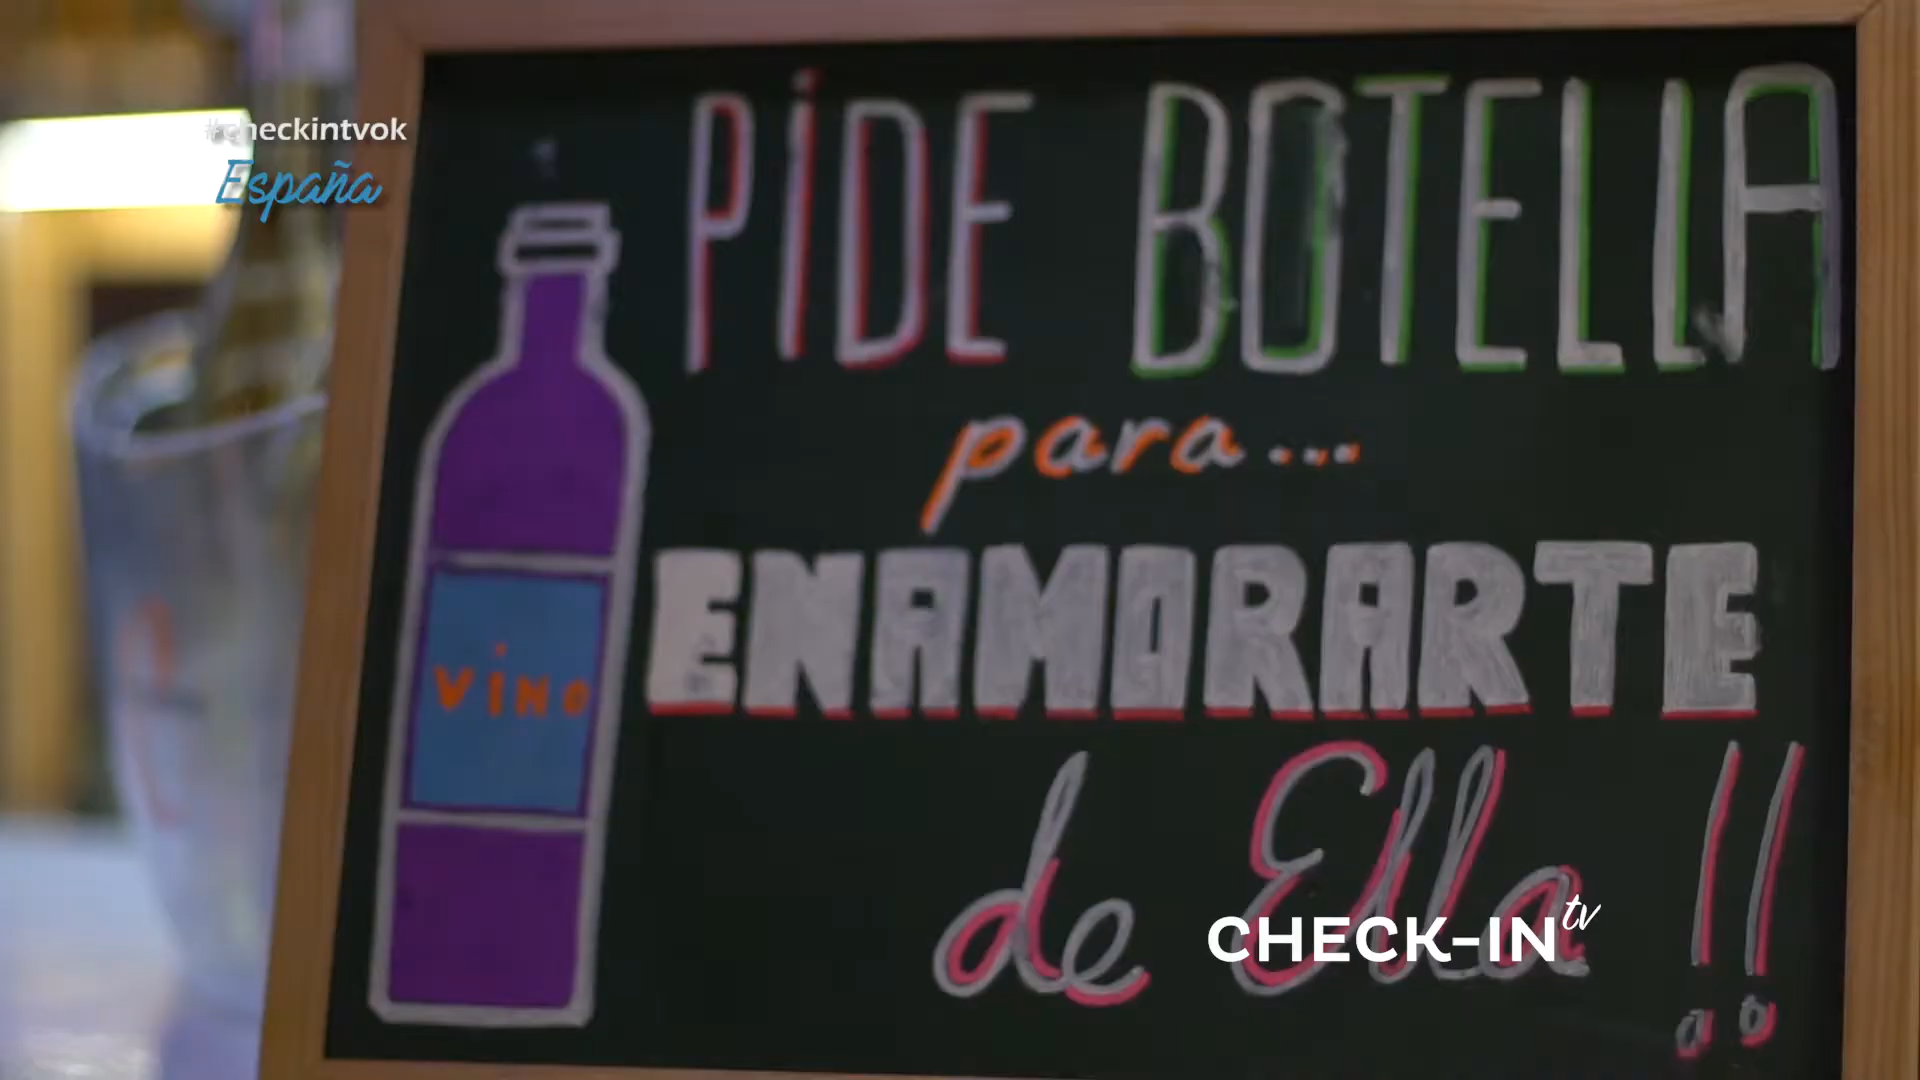 #checkintvok
España
PIDE BOTELLA
para...
ENAMORARTE
de Ella !!
vino
CHECK-IN tv